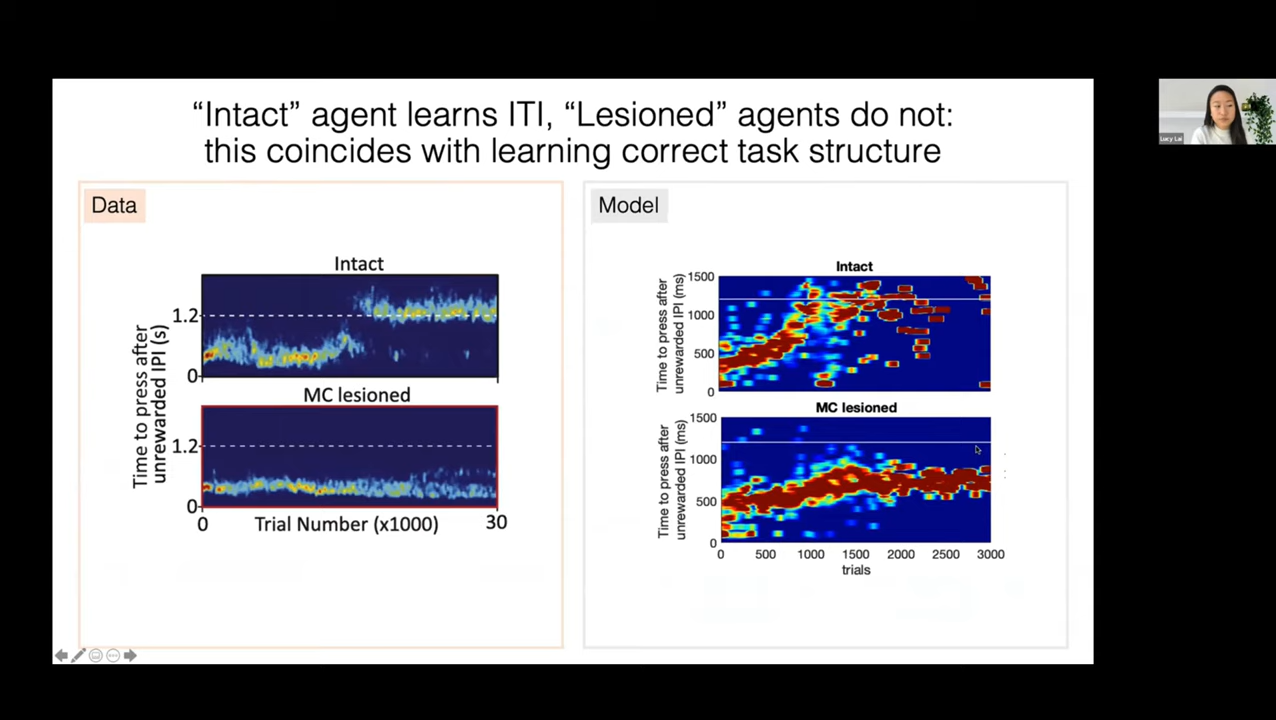 “Intact” agent learns ITI, “Lesioned” agents do not:
this coincides with learning correct task structure
Data
Intact
1.2
0
MC lesioned
1.2
0
Time to press after
unrewarded IPI (s)
0
Trial Number (x1000)
30
Model
Intact
1500
1000
500
0
Time to press after
unrewarded IPI (ms)
MC lesioned
1500
1000
500
0
Time to press after
unrewarded IPI (ms)
0 500 1000 1500 2000 2500 3000
trials
Lucy Lai